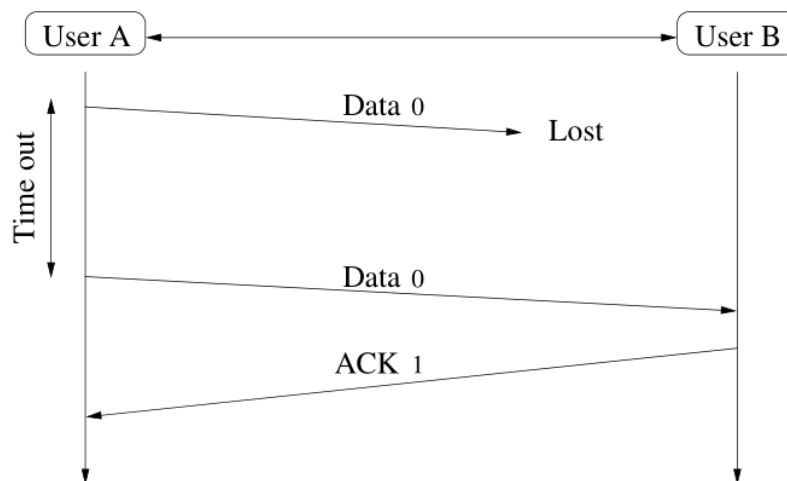 User A
User B
Data 0
Lost
Time out
Data 0
ACK 1